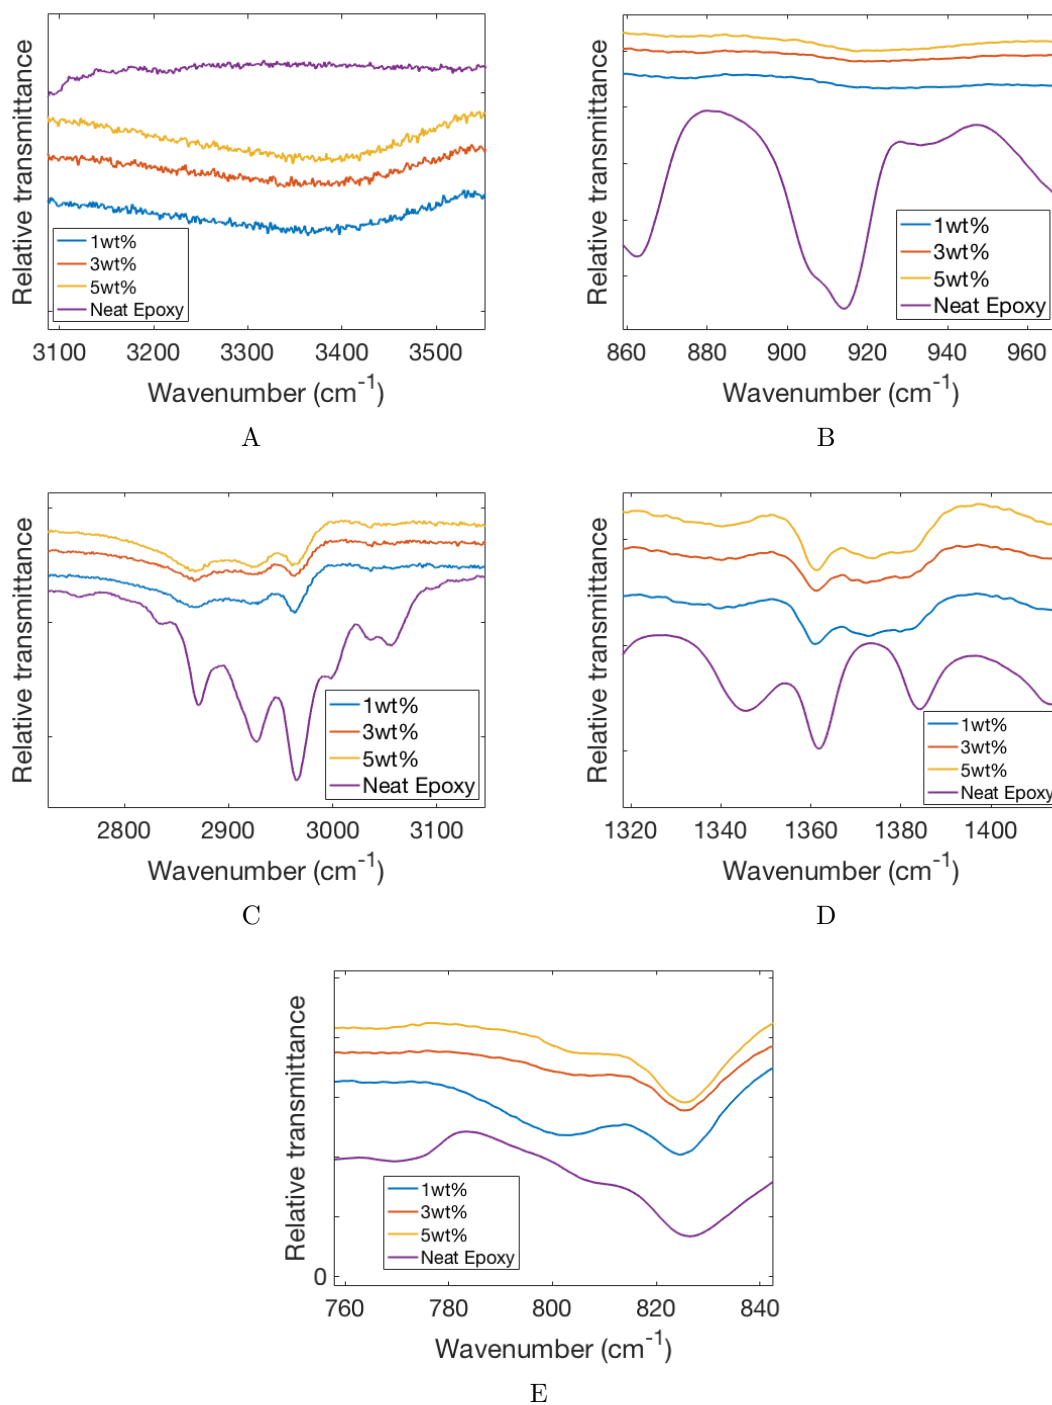 Relative transmittance
1wt%
3wt%
5wt%
Neat Epoxy
3100 3200 3300 3400 3500
Wavenumber (cm-1)
A
Relative transmittance
1wt%
3wt%
5wt%
Neat Epoxy
860 880 900 920 940 960
Wavenumber (cm-1)
B
Relative transmittance
1wt%
3wt%
5wt%
Neat Epoxy
2800 2900 3000 3100
Wavenumber (cm-1)
C
Relative transmittance
1wt%
3wt%
5wt%
Neat Epoxy
1320 1340 1360 1380 1400
Wavenumber (cm-1)
D
Relative transmittance
1wt%
3wt%
5wt%
Neat Epoxy
0
760 780 800 820 840
Wavenumber (cm-1)
E